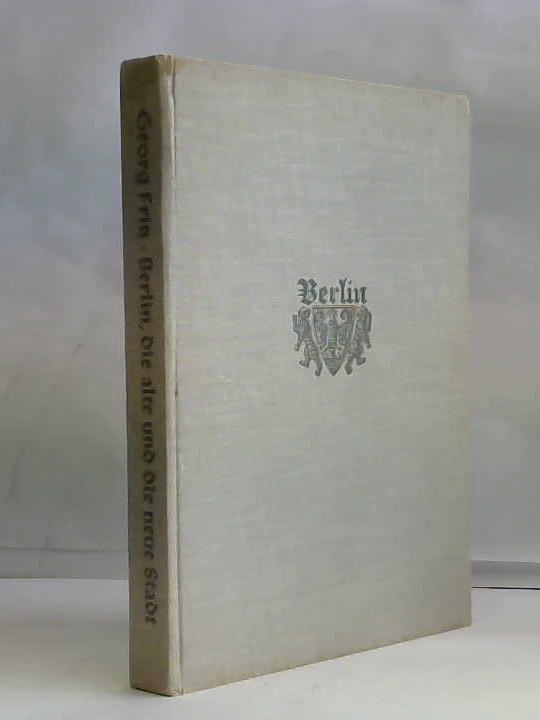 Georg Fritz · Berlin, die alte und die neue Stadt
Berlin